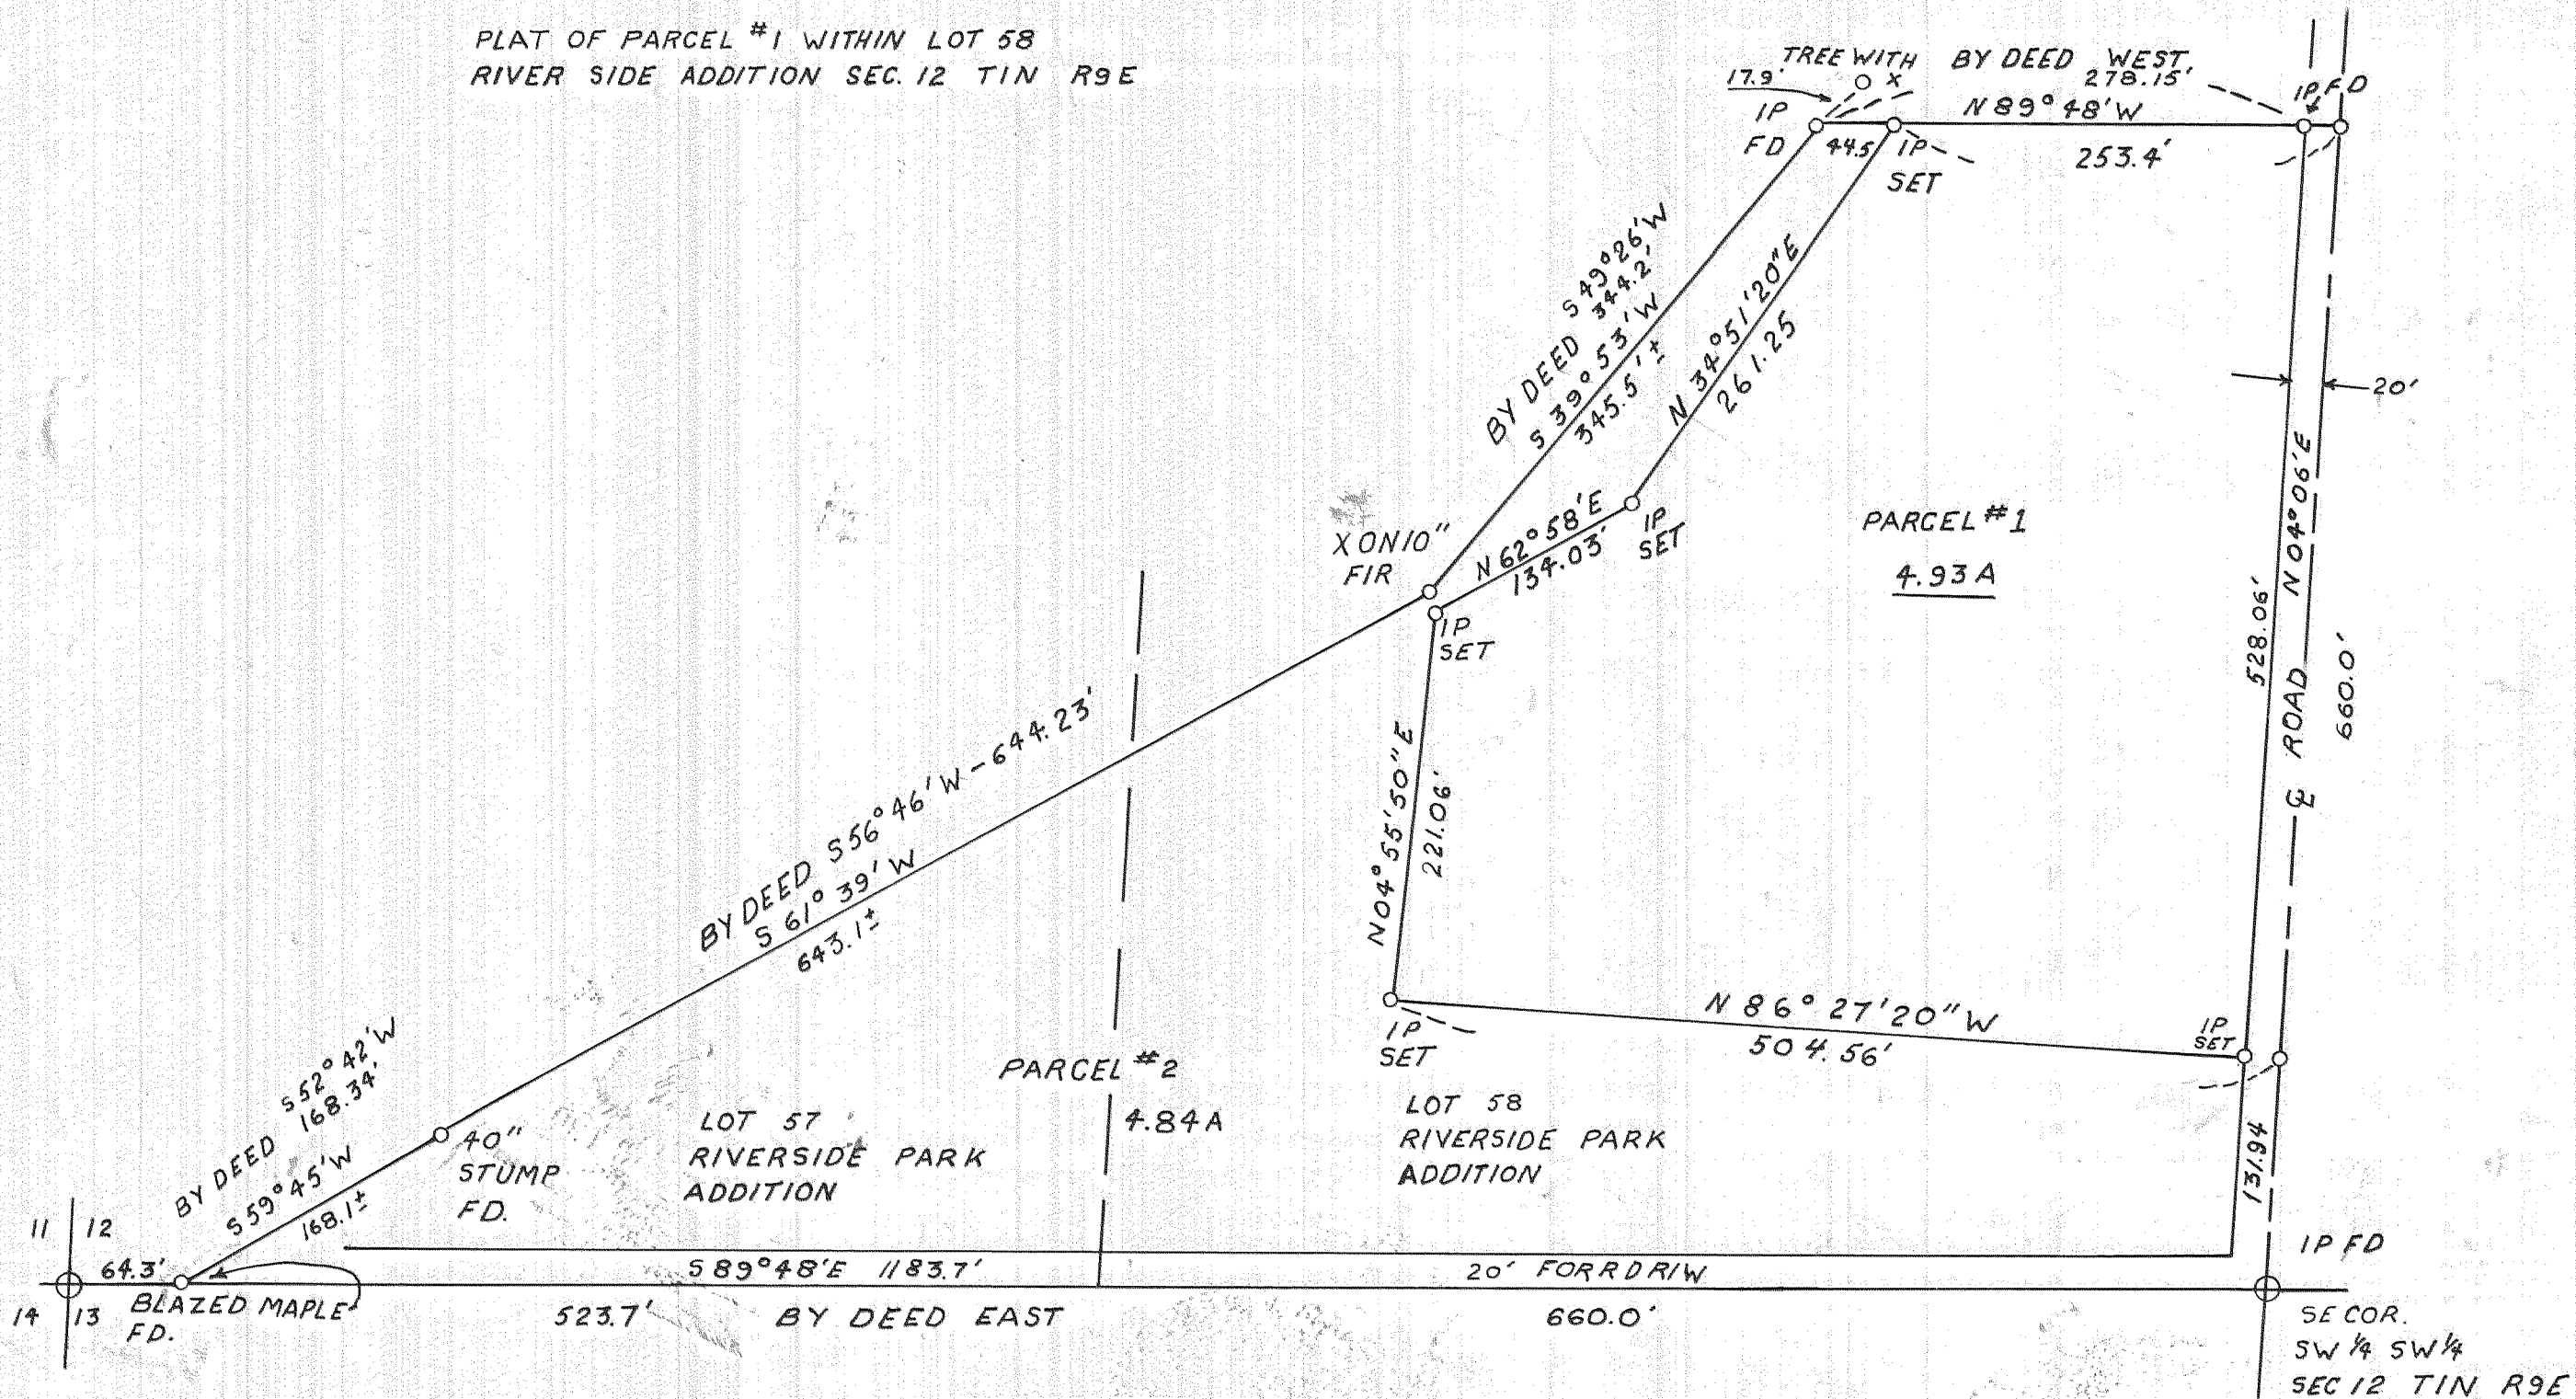 PLAT OF PARCEL #1 WITHIN LOT 58
RIVER SIDE ADDITION SEC. 12 T1N R9E
TREE WITH
X
17.9'
BY DEED WEST.
278.15'
IP FD
IP
FD
N 89° 48' W
44.5
IP
SET
253.4'
BY DEED S 49° 26' W
344.2'
S 39° 53' W
345.5' ±
N 34° 51' 20" E
261.25
20'
N 04° 06' E
X ON 10"
FIR
N 62° 58' E
134.03'
IP
SET
PARCEL #1
4.93 A
IP
SET
528.06'
℄ ROAD
660.0'
BY DEED S 56° 46' W - 644.23'
S 61° 39' W
643.1 ±
N 04° 55' 50" E
221.06'
N 86° 27' 20" W
504.56'
IP
SET
IP
SET
PARCEL #2
4.84 A
BY DEED S 52° 42' W
168.34'
S 59° 45' W
168.1 ±
40"
STUMP
FD.
LOT 57
RIVERSIDE PARK
ADDITION
LOT 58
RIVERSIDE PARK
ADDITION
131.94
11 12
14 13
64.3'
S 89° 48' E 1183.7'
20' FOR RD R/W
IP FD
BLAZED MAPLE
FD.
523.7'
BY DEED EAST
660.0'
SE COR.
SW 1/4 SW 1/4
SEC 12 T1N R9E